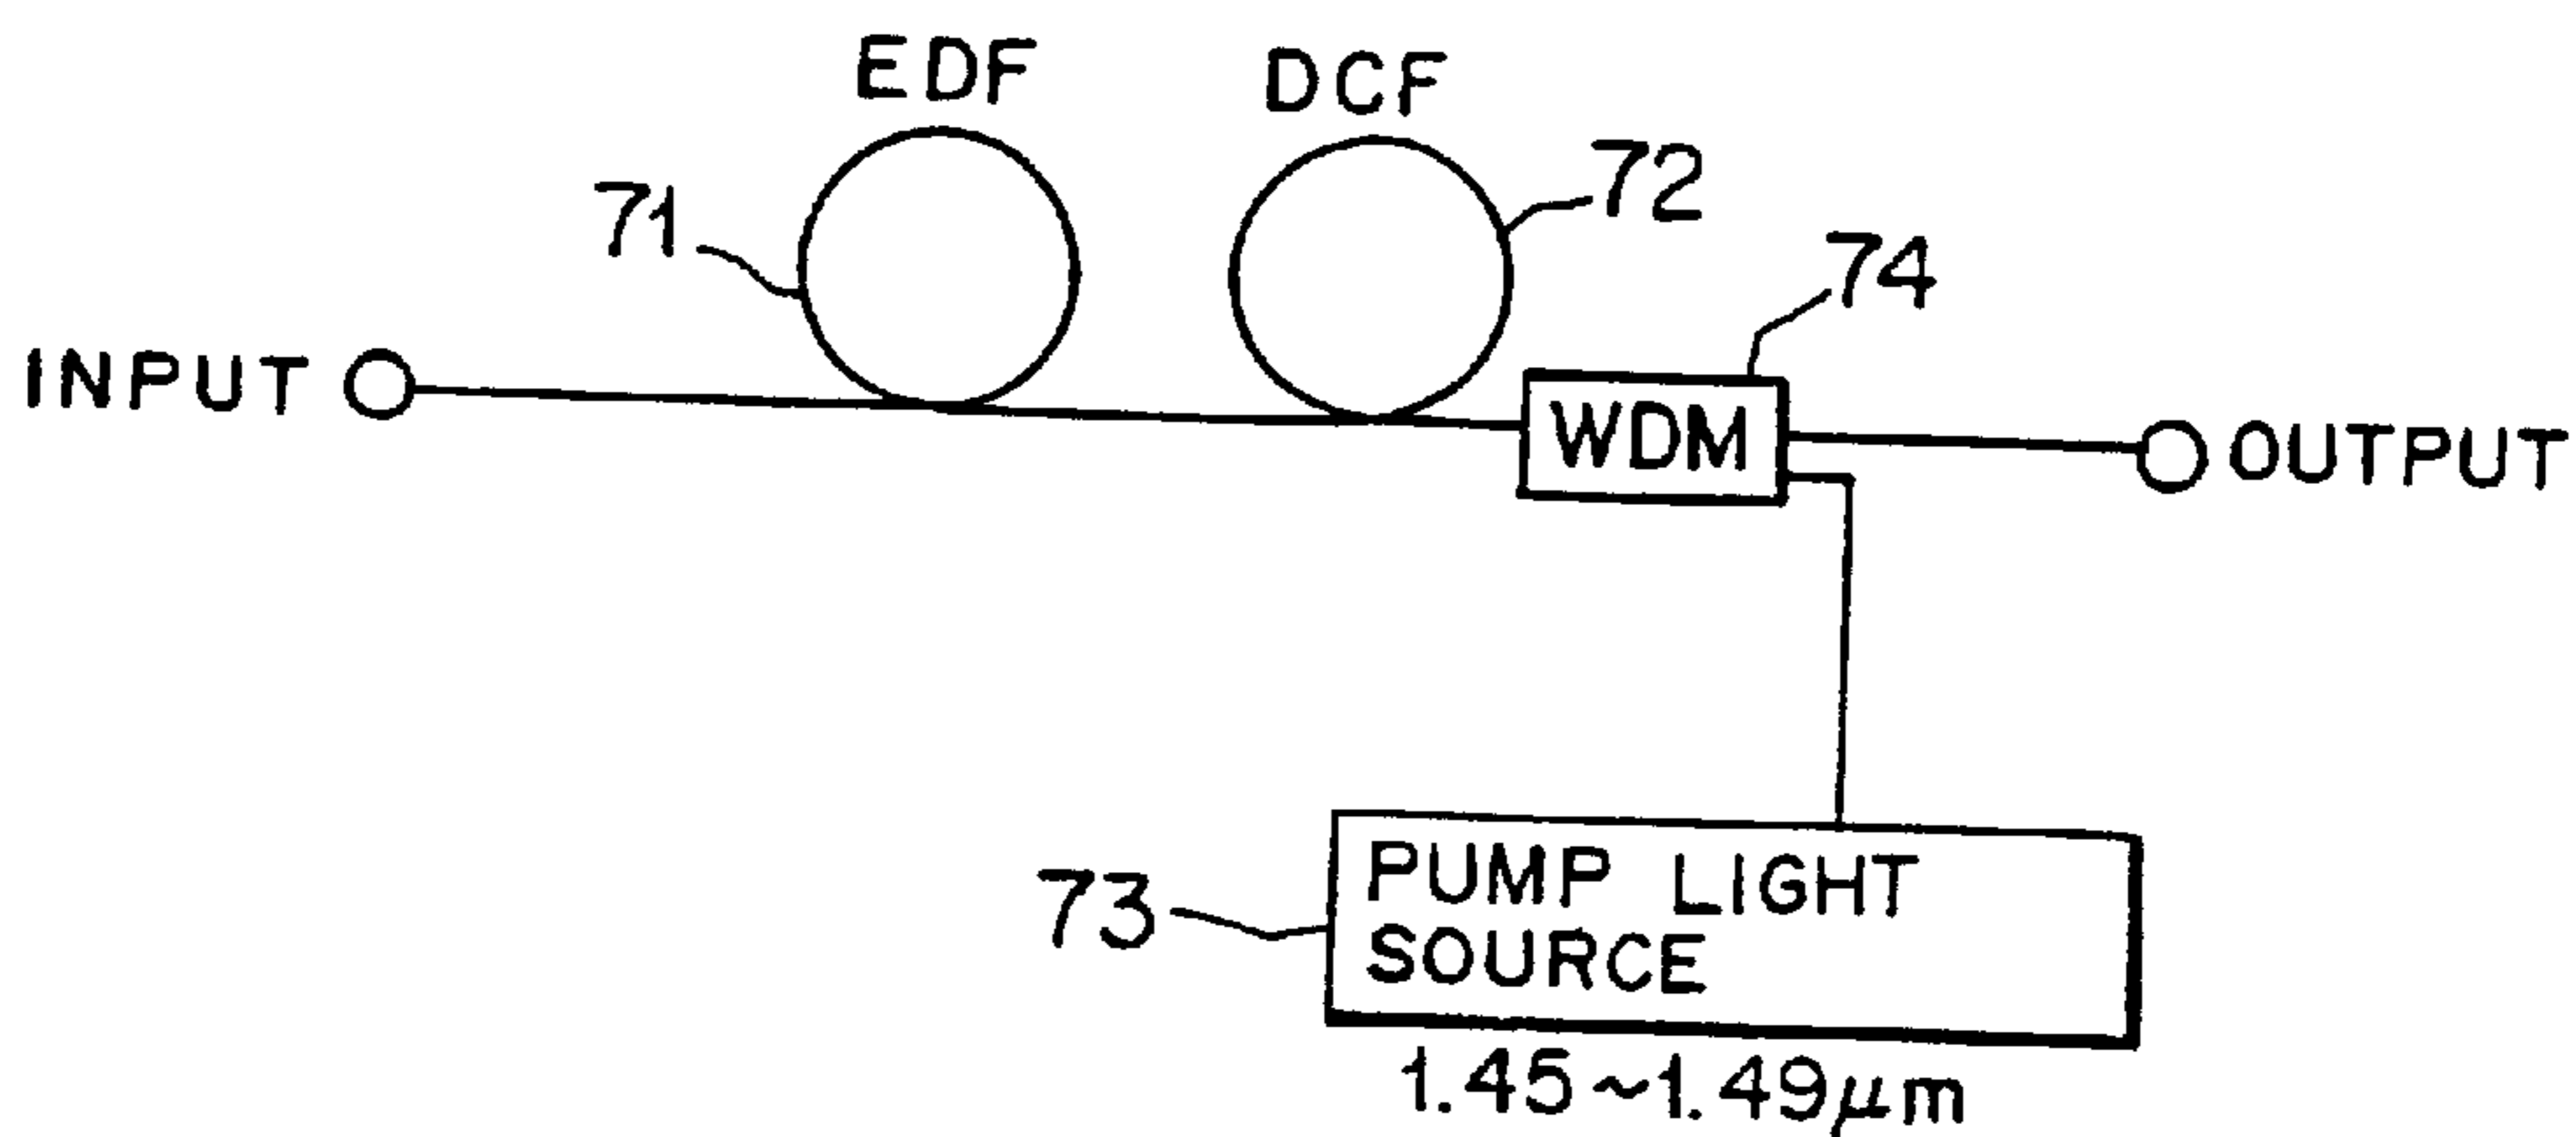 EDF
DCF
71
72
74
INPUT
WDM
OUTPUT
73
PUMP LIGHT
SOURCE
1.45~1.49μm